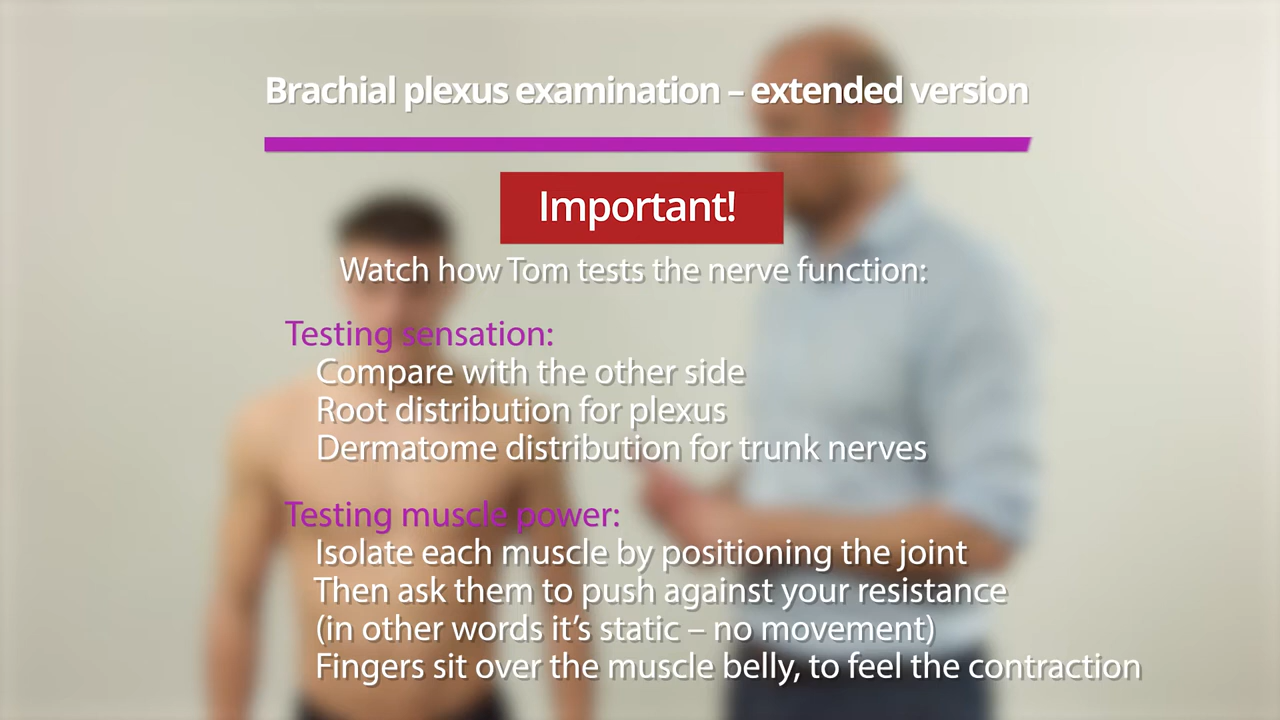 Brachial plexus examination – extended version
Important!
Watch how Tom tests the nerve function:
Testing sensation:
Compare with the other side
Root distribution for plexus
Dermatome distribution for trunk nerves
Testing muscle power:
Isolate each muscle by positioning the joint
Then ask them to push against your resistance
(in other words it’s static – no movement)
Fingers sit over the muscle belly, to feel the contraction